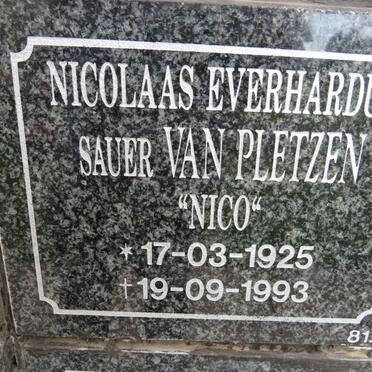 NICOLAAS EVERHARDU
SAUER VAN PLETZEN
"NICO"
* 17-03-1925
† 19-09-1993
81